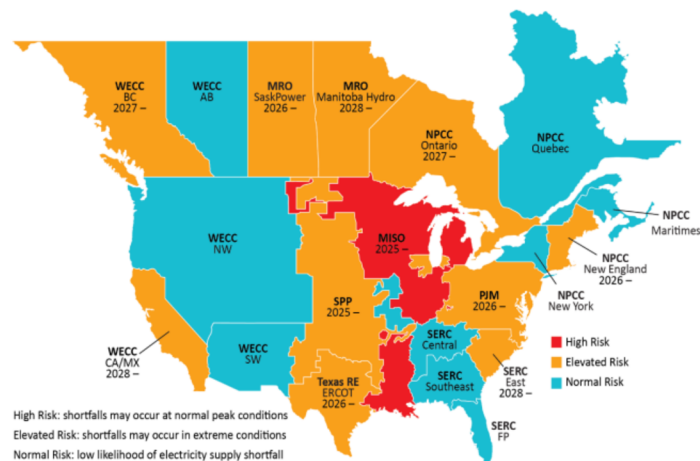 WECC
BC
2027 –
WECC
AB
MRO
SaskPower
2026 –
MRO
Manitoba Hydro
2028 –
NPCC
Ontario
2027 –
NPCC
Quebec
NPCC
Maritimes
NPCC
New England
2026 –
NPCC
New York
WECC
NW
MISO
2025 –
SPP
2025 –
PJM
2026 –
WECC
CA/MX
2028 –
WECC
SW
Texas RE
ERCOT
2026 –
SERC
Central
SERC
Southeast
SERC
East
2028 –
SERC
FP
High Risk
Elevated Risk
Normal Risk
High Risk: shortfalls may occur at normal peak conditions
Elevated Risk: shortfalls may occur in extreme conditions
Normal Risk: low likelihood of electricity supply shortfall